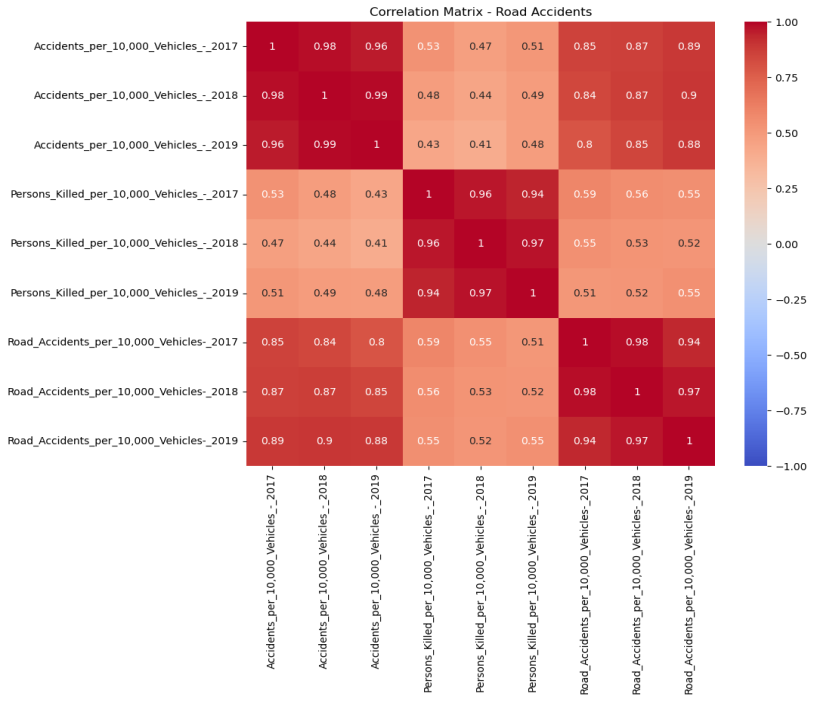 Correlation Matrix - Road Accidents
Accidents_per_10,000_Vehicles_-_2017 1 0.98 0.96 0.53 0.47 0.51 0.85 0.87 0.89
Accidents_per_10,000_Vehicles_-_2018 0.98 1 0.99 0.48 0.44 0.49 0.84 0.87 0.9
Accidents_per_10,000_Vehicles_-_2019 0.96 0.99 1 0.43 0.41 0.48 0.8 0.85 0.88
Persons_Killed_per_10,000_Vehicles_-_2017 0.53 0.48 0.43 1 0.96 0.94 0.59 0.56 0.55
Persons_Killed_per_10,000_Vehicles_-_2018 0.47 0.44 0.41 0.96 1 0.97 0.55 0.53 0.52
Persons_Killed_per_10,000_Vehicles_-_2019 0.51 0.49 0.48 0.94 0.97 1 0.51 0.52 0.55
Road_Accidents_per_10,000_Vehicles-_2017 0.85 0.84 0.8 0.59 0.55 0.51 1 0.98 0.94
Road_Accidents_per_10,000_Vehicles-_2018 0.87 0.87 0.85 0.56 0.53 0.52 0.98 1 0.97
Road_Accidents_per_10,000_Vehicles-_2019 0.89 0.9 0.88 0.55 0.52 0.55 0.94 0.97 1
Accidents_per_10,000_Vehicles_-_2017
Accidents_per_10,000_Vehicles_-_2018
Accidents_per_10,000_Vehicles_-_2019
Persons_Killed_per_10,000_Vehicles_-_2017
Persons_Killed_per_10,000_Vehicles_-_2018
Persons_Killed_per_10,000_Vehicles_-_2019
Road_Accidents_per_10,000_Vehicles-_2017
Road_Accidents_per_10,000_Vehicles-_2018
Road_Accidents_per_10,000_Vehicles-_2019
1.00
0.75
0.50
0.25
0.00
−0.25
−0.50
−0.75
−1.00